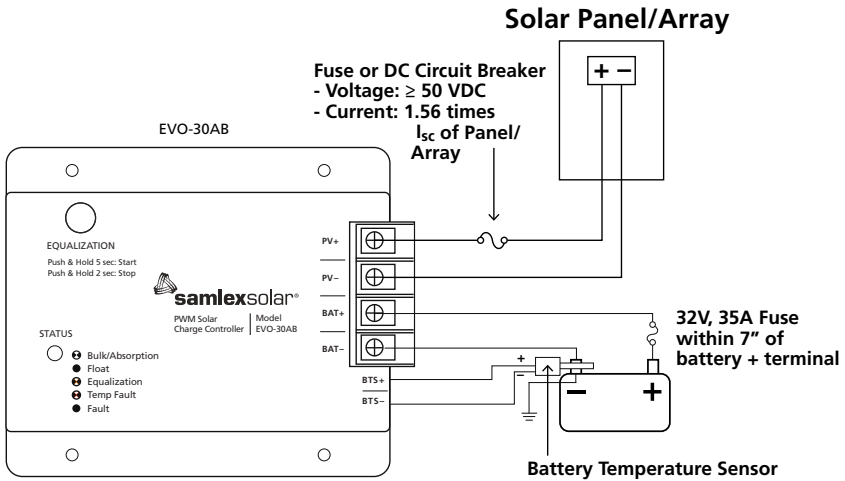 Solar Panel/Array
+ −
Fuse or DC Circuit Breaker
- Voltage: ≥ 50 VDC
- Current: 1.56 times
Isc of Panel/
Array
EVO-30AB
EQUALIZATION
Push & Hold 5 sec: Start
Push & Hold 2 sec: Stop
samlexsolar®
PWM Solar
Charge Controller
Model
EVO-30AB
STATUS
Bulk/Absorption
Float
Equalization
Temp Fault
Fault
PV+
PV−
BAT+
BAT−
BTS+
BTS−
+
−
32V, 35A Fuse
within 7” of
battery + terminal
− +
Battery Temperature Sensor